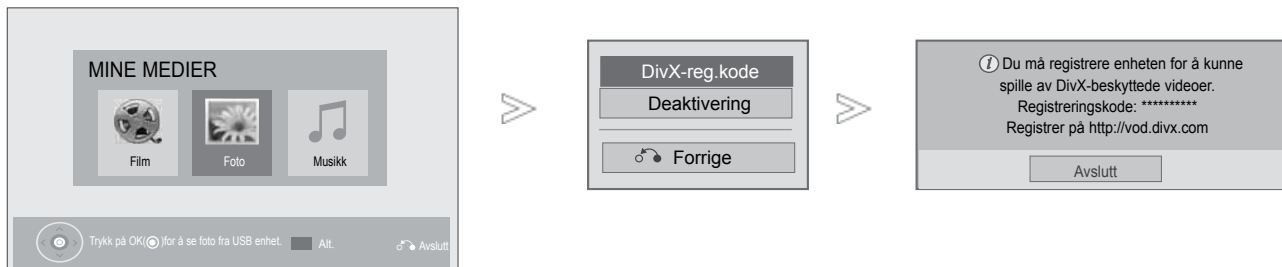 MINE MEDIER
Film
Foto
Musikk
Trykk på OK(◉)for å se foto fra USB enhet.
Alt.
Avslutt
DivX-reg.kode
Deaktivering
Forrige
Du må registrere enheten for å kunne
spille av DivX-beskyttede videoer.
Registreringskode: **********
Registrer på http://vod.divx.com
Avslutt